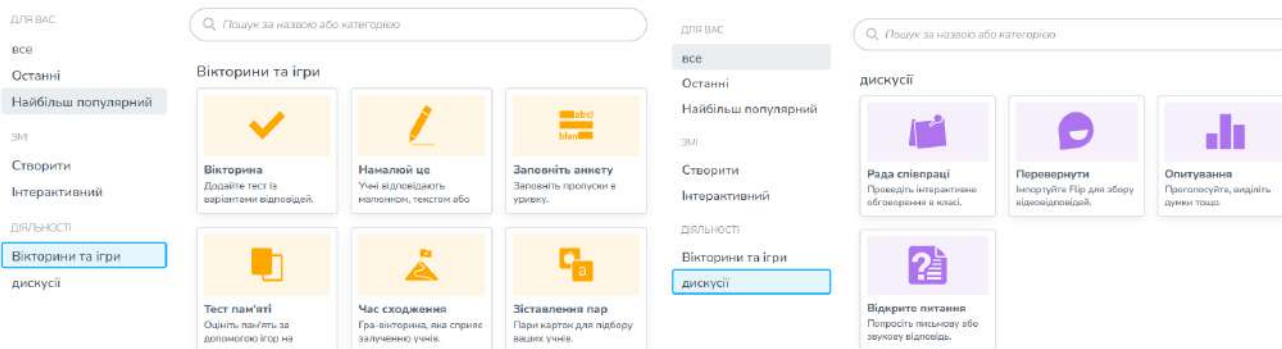 ДЛЯ ВАС
все
Останні
Найбільш популярний
ЗМІ
Створити
Інтерактивний
ДІЯЛЬНОСТІ
Вікторини та ігри
дискусії
Пошук за назвою або категорією
Вікторини та ігри
Вікторина
Додайте тест із
варіантами відповідей.
Намалюй це
Учні відповідають
малюнком, текстом або
abcd
blan
Заповніть анкету
Заповніть пропуски в
уривку.
Тест пам'яті
Оцініть пам'ять за
допомогою ігор на
Час сходження
Гра-вікторина, яка сприяє
залученню учнів.
a
Зіставлення пар
Пари карток для підбору
ваших учнів.
ДЛЯ ВАС
все
Останні
Найбільш популярний
ЗМІ
Створити
Інтерактивний
ДІЯЛЬНОСТІ
Вікторини та ігри
дискусії
Пошук за назвою або категорією
дискусії
Рада співпраці
Проведіть інтерактивне
обговорення в класі.
Перевернути
Імпортуйте Flip для збору
відеовідповідей.
Опитування
Проголосуйте, виділіть
думки тощо.
Відкрите питання
Попросіть письмову або
звукову відповідь.